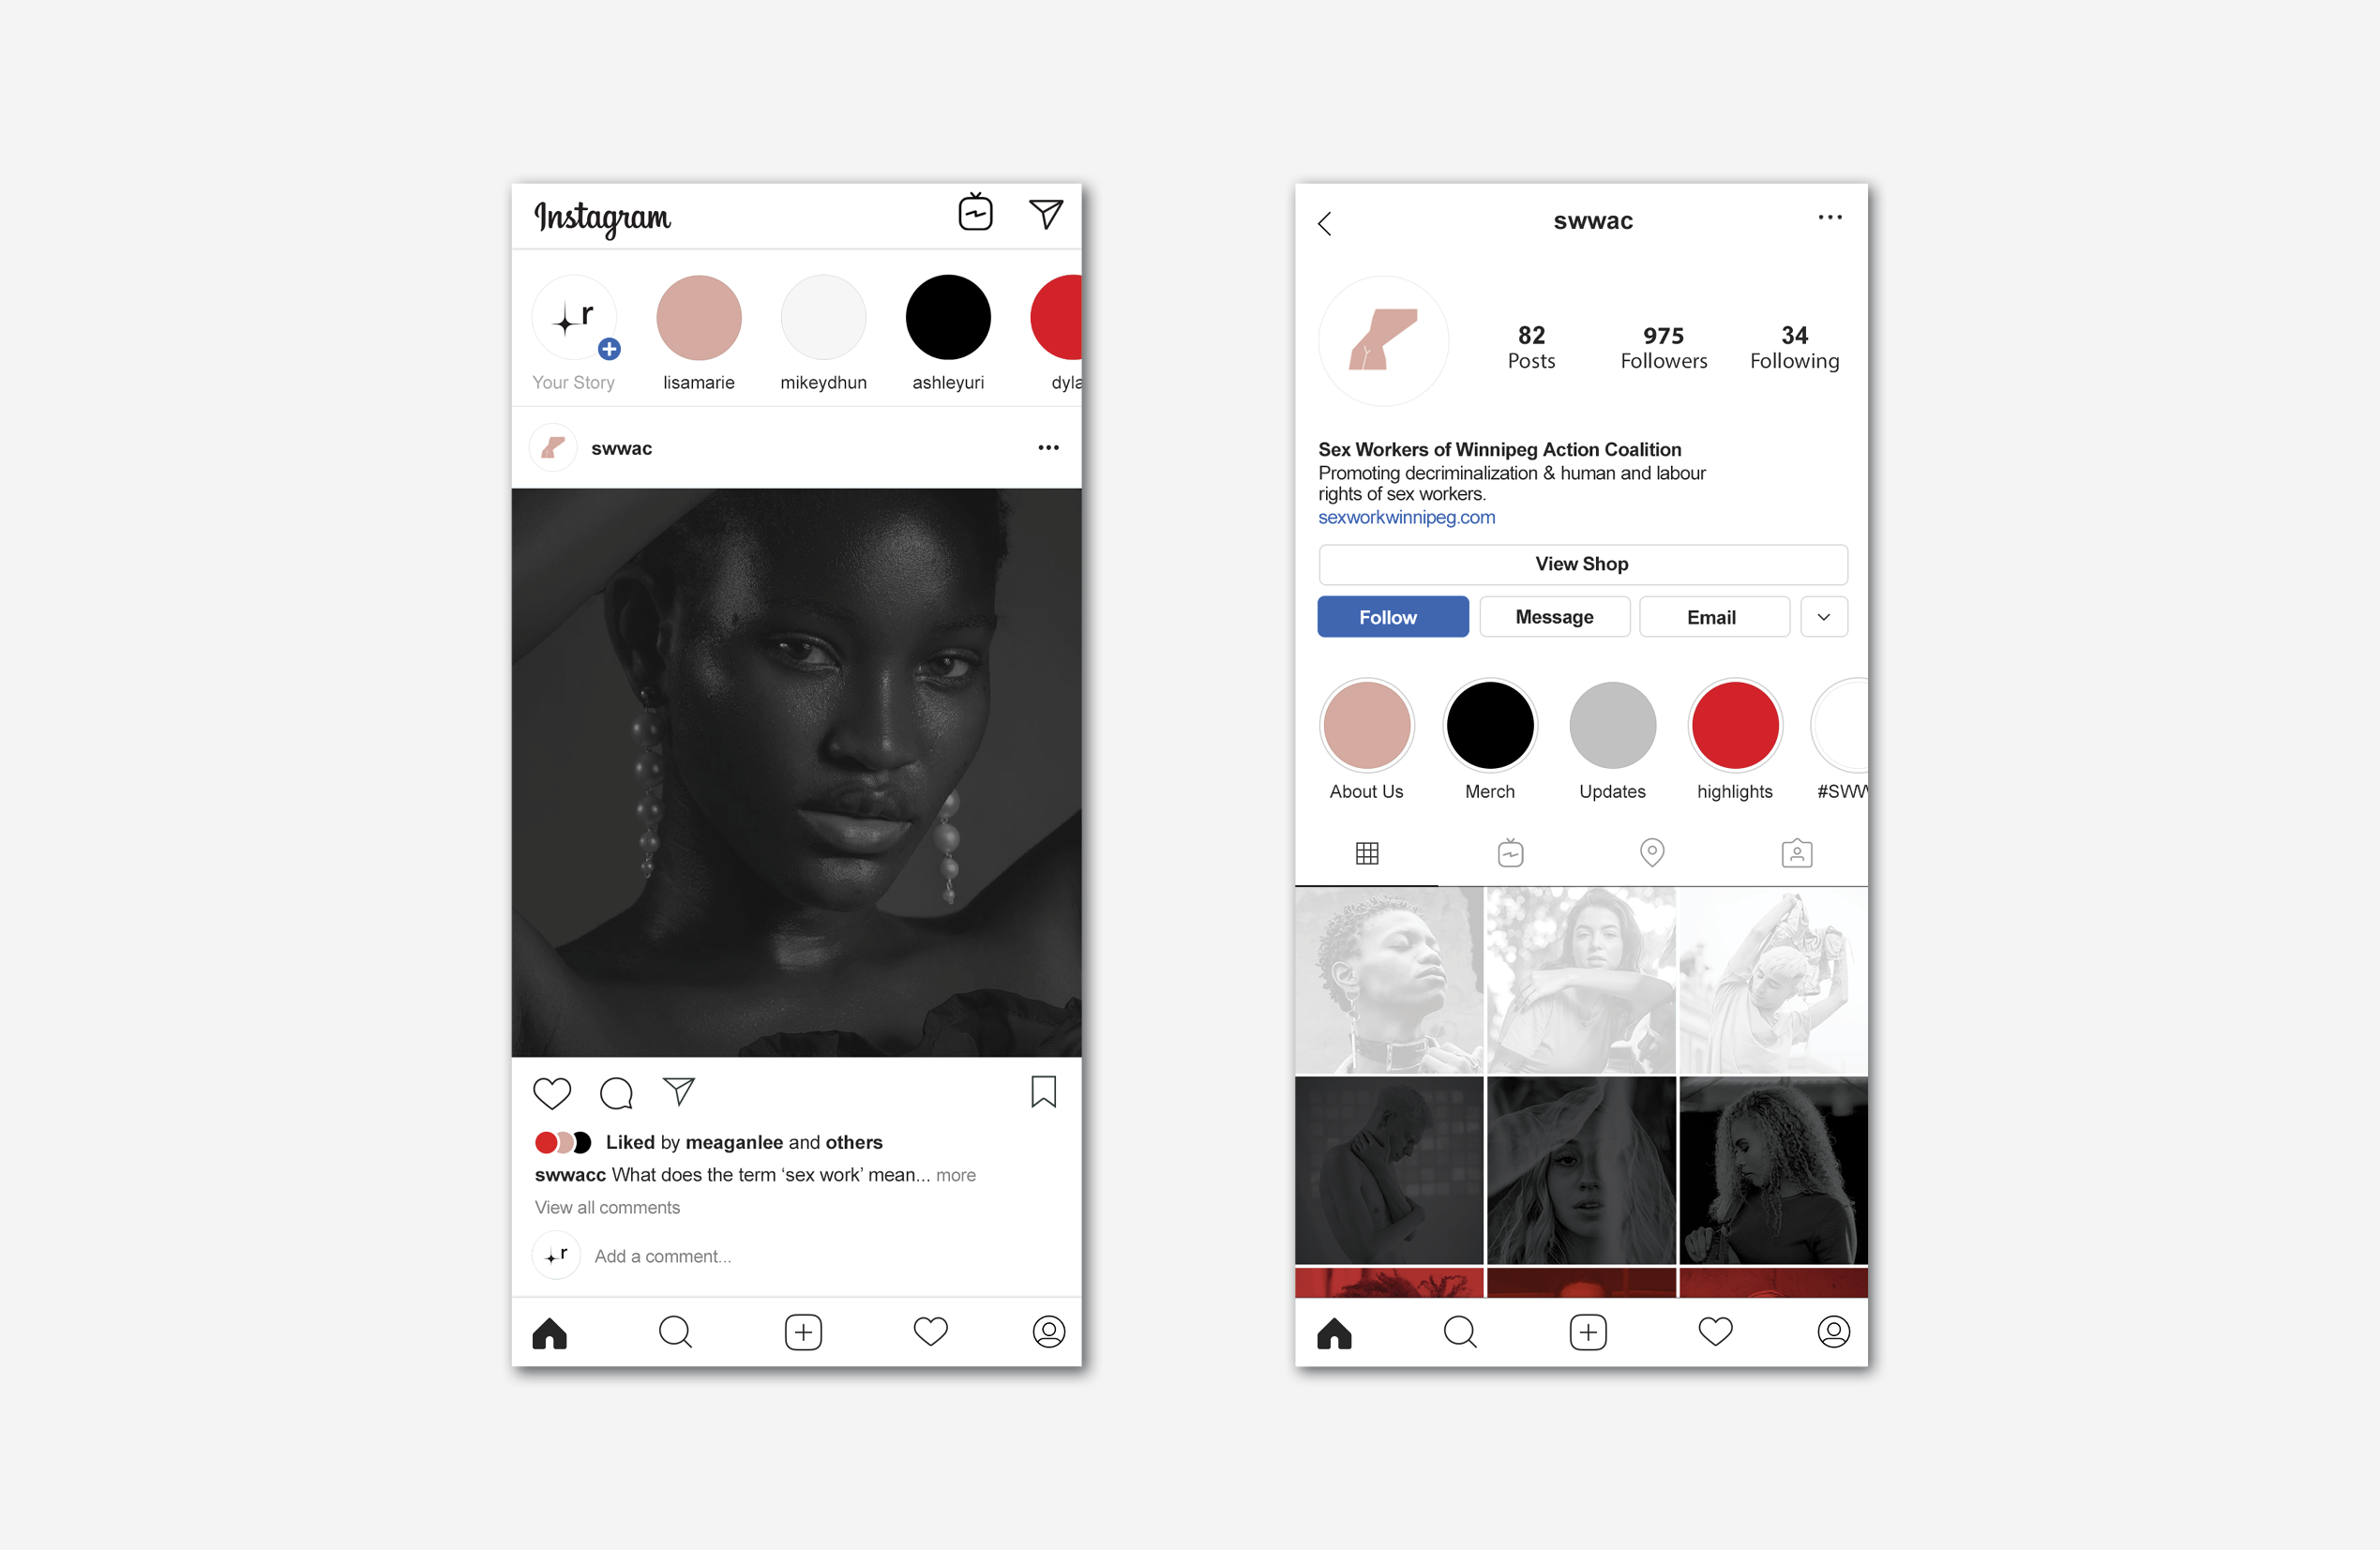 Instagram
r
Your Story
lisamarie
mikeydhun
ashleyuri
dyla
swwac
Liked by meaganlee and others
swwacc What does the term ‘sex work’ mean... more
View all comments
r
Add a comment...
swwac
82
Posts
975
Followers
34
Following
Sex Workers of Winnipeg Action Coalition
Promoting decriminalization & human and labour
rights of sex workers.
sexworkwinnipeg.com
View Shop
Follow
Message
Email
About Us
Merch
Updates
highlights
#SWW